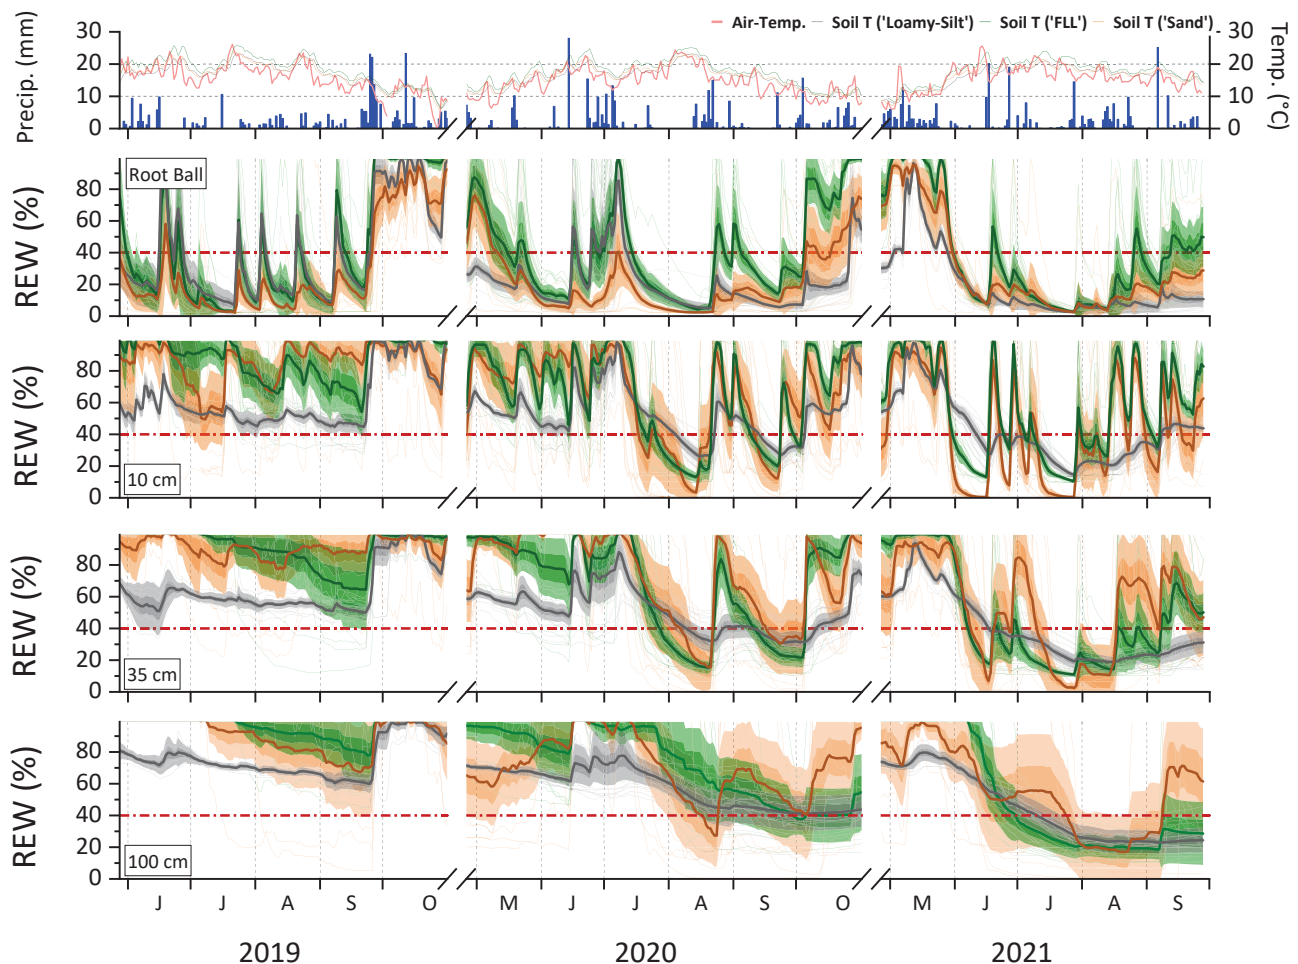 Air-Temp. Soil T ('Loamy-Silt') Soil T ('FLL') Soil T ('Sand')
Precip. (mm)
30
20
10
0
30
20
10
0
Temp. (°C)
REW (%)
80
60
40
20
0
Root Ball
REW (%)
80
60
40
20
0
10 cm
REW (%)
80
60
40
20
0
35 cm
REW (%)
80
60
40
20
0
100 cm
J J A S O M J J A S O M J J A S
2019 2020 2021